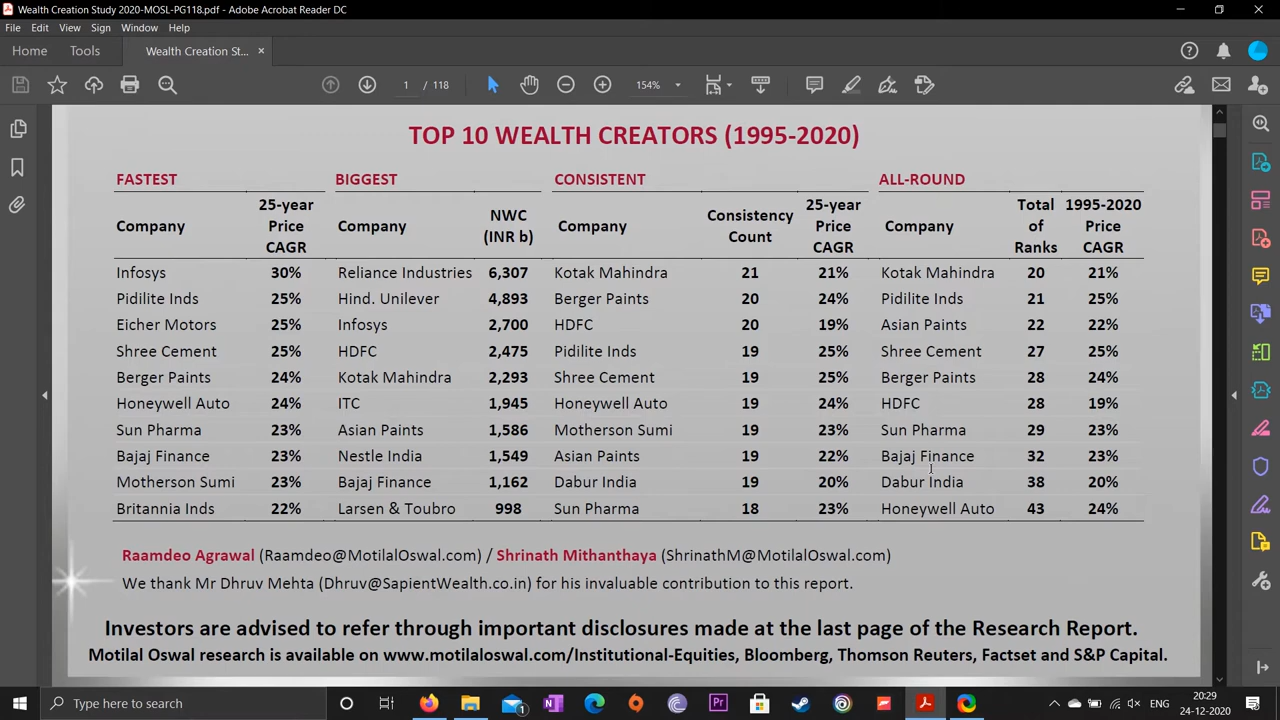 Wealth Creation Study 2020-MOSL-PG118.pdf - Adobe Acrobat Reader DC
File Edit View Sign Window Help
Home Tools Wealth Creation St... ×
1 / 118 154%
TOP 10 WEALTH CREATORS (1995-2020)
FASTEST BIGGEST CONSISTENT ALL-ROUND
Company 25-year Price CAGR Company NWC (INR b) Company Consistency Count 25-year Price CAGR Company Total of Ranks 1995-2020 Price CAGR
Infosys 30% Reliance Industries 6,307 Kotak Mahindra 21 21% Kotak Mahindra 20 21%
Pidilite Inds 25% Hind. Unilever 4,893 Berger Paints 20 24% Pidilite Inds 21 25%
Eicher Motors 25% Infosys 2,700 HDFC 20 19% Asian Paints 22 22%
Shree Cement 25% HDFC 2,475 Pidilite Inds 19 25% Shree Cement 27 25%
Berger Paints 24% Kotak Mahindra 2,293 Shree Cement 19 25% Berger Paints 28 24%
Honeywell Auto 24% ITC 1,945 Honeywell Auto 19 24% HDFC 28 19%
Sun Pharma 23% Asian Paints 1,586 Motherson Sumi 19 23% Sun Pharma 29 23%
Bajaj Finance 23% Nestle India 1,549 Asian Paints 19 22% Bajaj Finance 32 23%
Motherson Sumi 23% Bajaj Finance 1,162 Dabur India 19 20% Dabur India 38 20%
Britannia Inds 22% Larsen & Toubro 998 Sun Pharma 18 23% Honeywell Auto 43 24%
Raamdeo Agrawal (Raamdeo@MotilalOswal.com) / Shrinath Mithanthaya (ShrinathM@MotilalOswal.com)
We thank Mr Dhruv Mehta (Dhruv@SapientWealth.co.in) for his invaluable contribution to this report.
Investors are advised to refer through important disclosures made at the last page of the Research Report.
Motilal Oswal research is available on www.motilaloswal.com/Institutional-Equities, Bloomberg, Thomson Reuters, Factset and S&P Capital.
Type here to search 1 N Pr ENG 20:29
24-12-2020